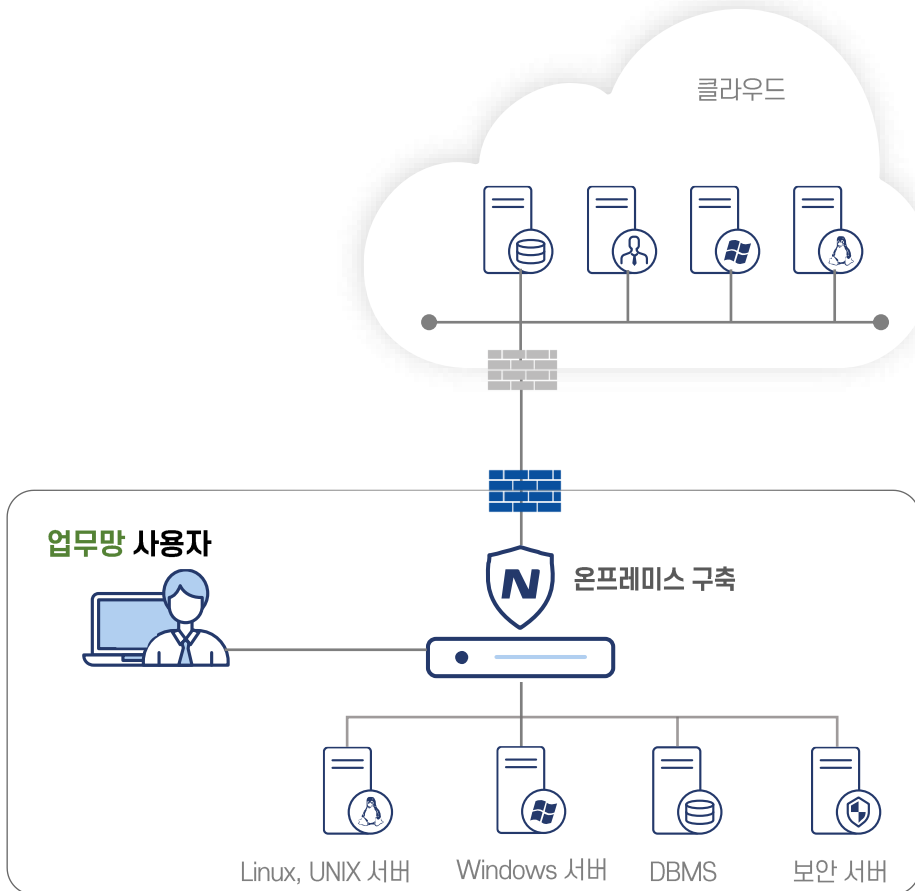 클라우드
업무망 사용자
N
온프레미스 구축
Linux, UNIX 서버
Windows 서버
DBMS
보안 서버